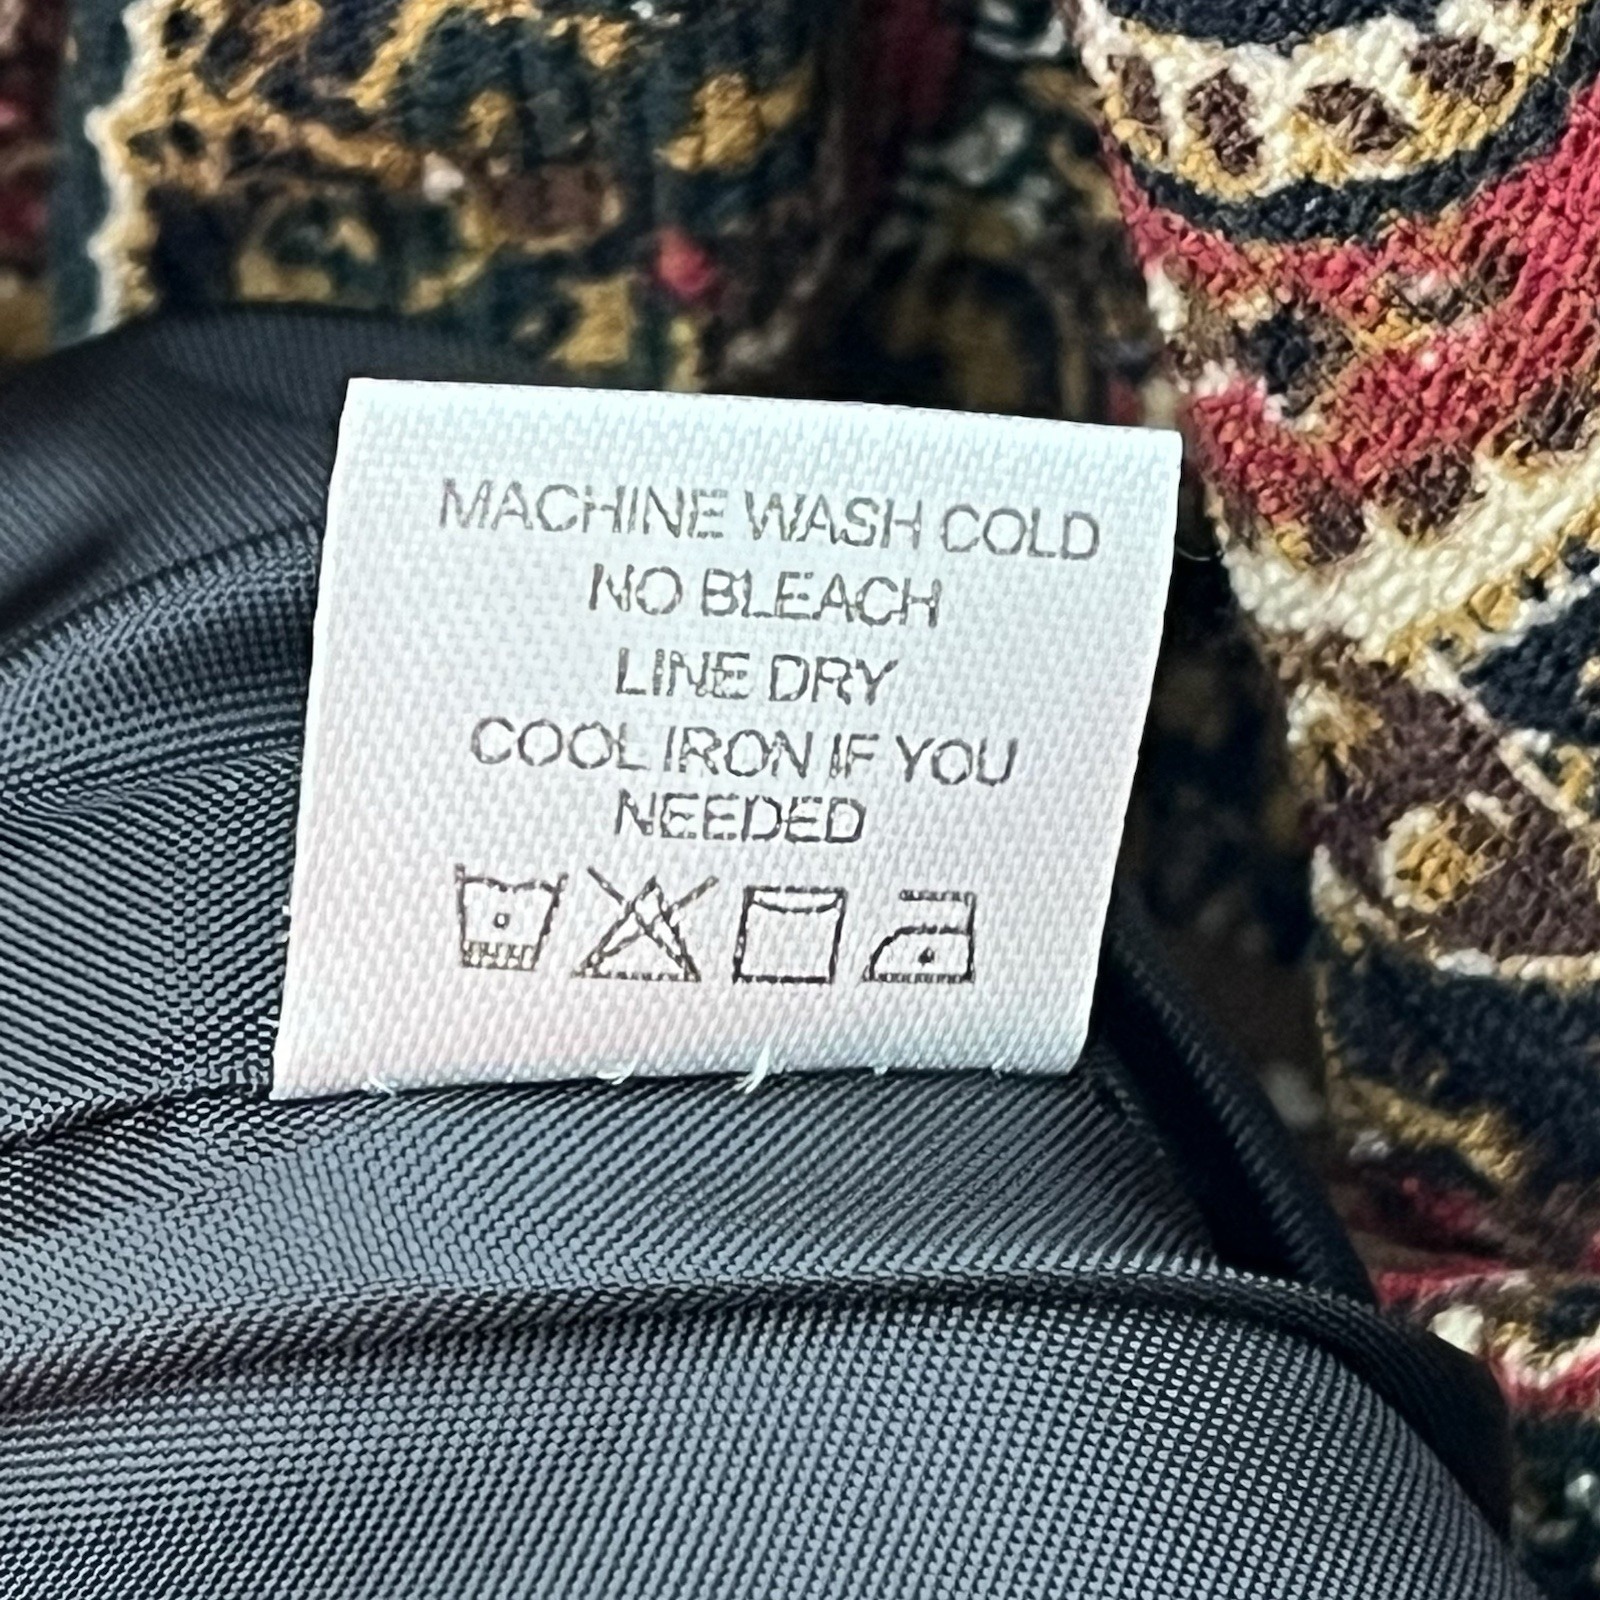 MACHINE WASH COLD
NO BLEACH
LINE DRY
COOL IRON IF YOU
NEEDED